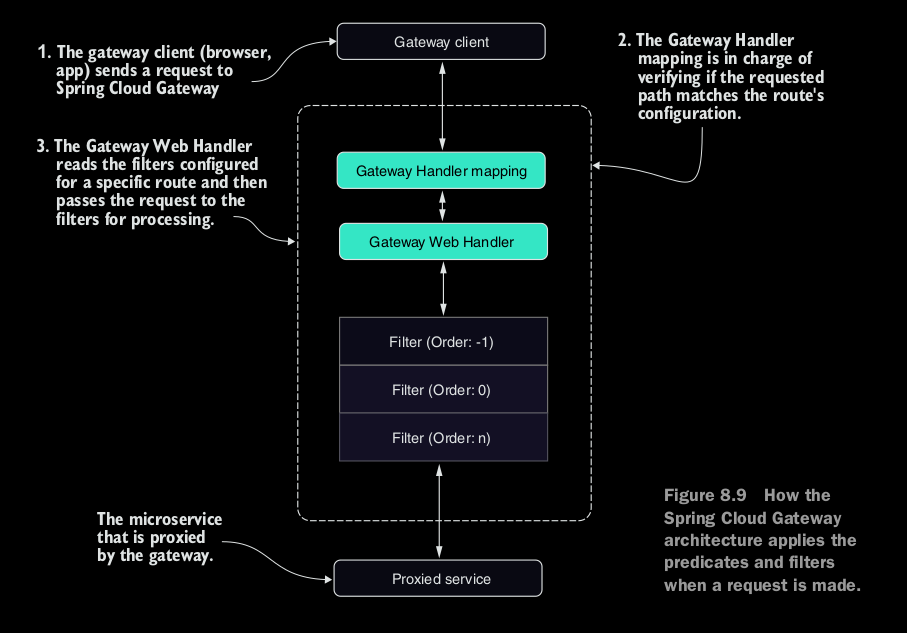 Gateway client
1. The gateway client (browser,
app) sends a request to
Spring Cloud Gateway
2. The Gateway Handler
mapping is in charge of
verifying if the requested
path matches the route's
configuration.
3. The Gateway Web Handler
reads the filters configured
for a specific route and then
passes the request to the
filters for processing.
Gateway Handler mapping
Gateway Web Handler
Filter (Order: -1)
Filter (Order: 0)
Filter (Order: n)
The microservice
that is proxied
by the gateway.
Proxied service
Figure 8.9 How the
Spring Cloud Gateway
architecture applies the
predicates and filters
when a request is made.